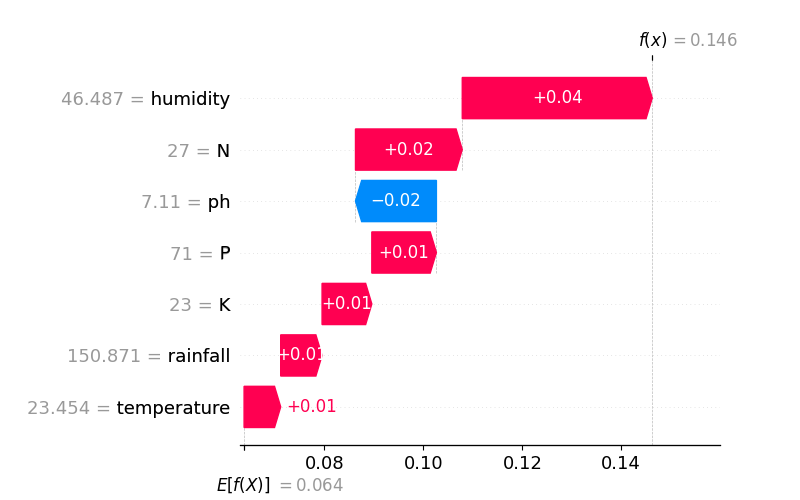 f(x) = 0.146
46.487 = humidity
+0.04
27 = N
+0.02
7.11 = ph
−0.02
71 = P
+0.01
23 = K
+0.01
150.871 = rainfall
+0.01
23.454 = temperature
+0.01
0.08 0.10 0.12 0.14
E[f(X)] = 0.064